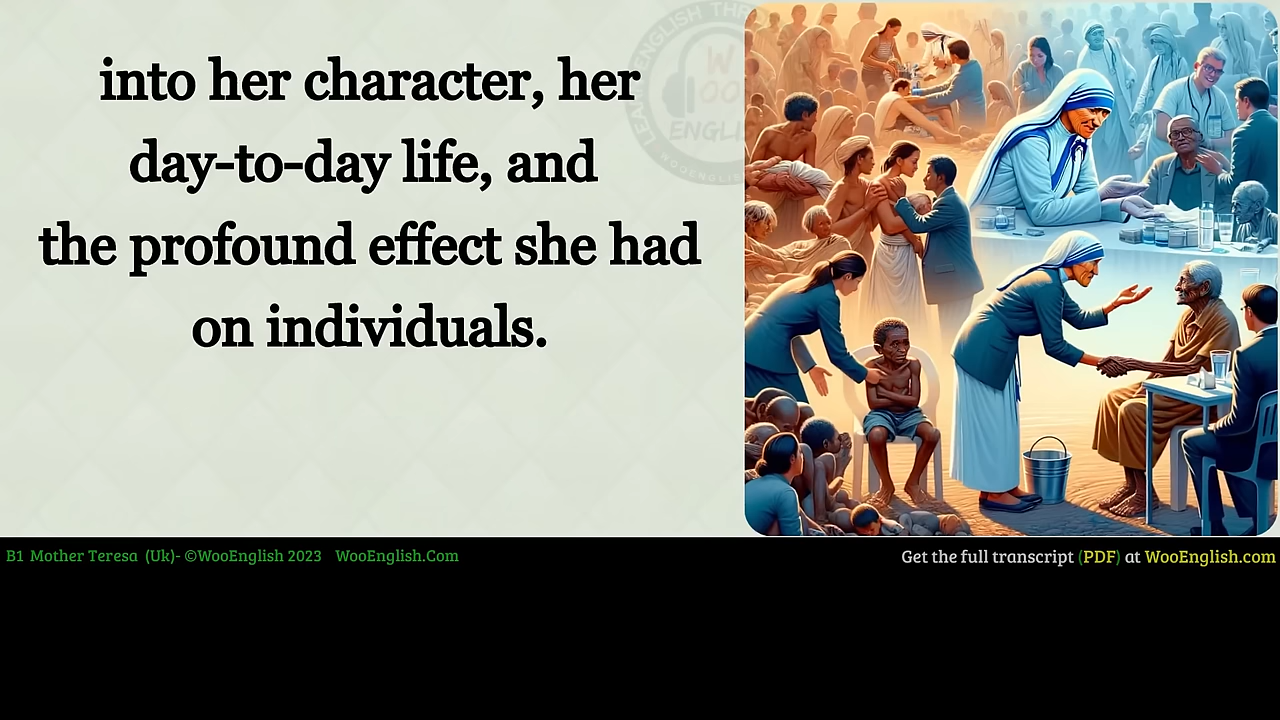 into her character, her
day-to-day life, and
the profound effect she had
on individuals.
B1 Mother Teresa (Uk)- ©WooEnglish 2023 WooEnglish.Com
Get the full transcript (PDF) at WooEnglish.com